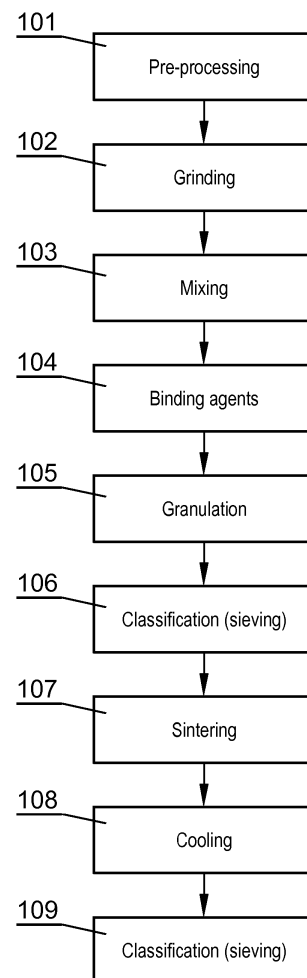 101
Pre-processing
102
Grinding
103
Mixing
104
Binding agents
105
Granulation
106
Classification (sieving)
107
Sintering
108
Cooling
109
Classification (sieving)